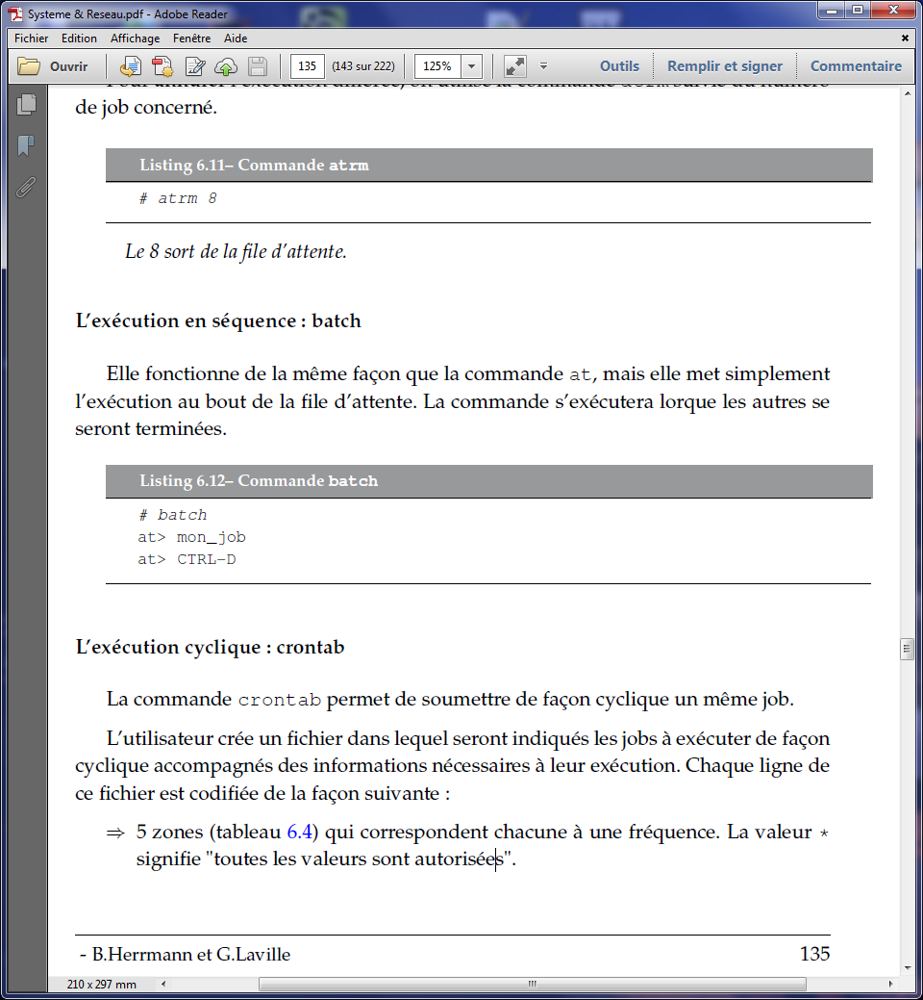 Systeme & Reseau.pdf - Adobe Reader
Fichier Edition Affichage Fenêtre Aide
Ouvrir 135 (143 sur 222) 125% Outils Remplir et signer Commentaire
de job concerné.
Listing 6.11– Commande atrm
# atrm 8
Le 8 sort de la file d'attente.
L'exécution en séquence : batch
Elle fonctionne de la même façon que la commande at, mais elle met simplement
l'exécution au bout de la file d'attente. La commande s'exécutera lorque les autres se
seront terminées.
Listing 6.12– Commande batch
# batch
at> mon_job
at> CTRL-D
L'exécution cyclique : crontab
La commande crontab permet de soumettre de façon cyclique un même job.
L'utilisateur crée un fichier dans lequel seront indiqués les jobs à exécuter de façon
cyclique accompagnés des informations nécessaires à leur exécution. Chaque ligne de
ce fichier est codifiée de la façon suivante :
⇒ 5 zones (tableau 6.4) qui correspondent chacune à une fréquence. La valeur *
signifie "toutes les valeurs sont autorisées".
- B.Herrmann et G.Laville 135
210 x 297 mm